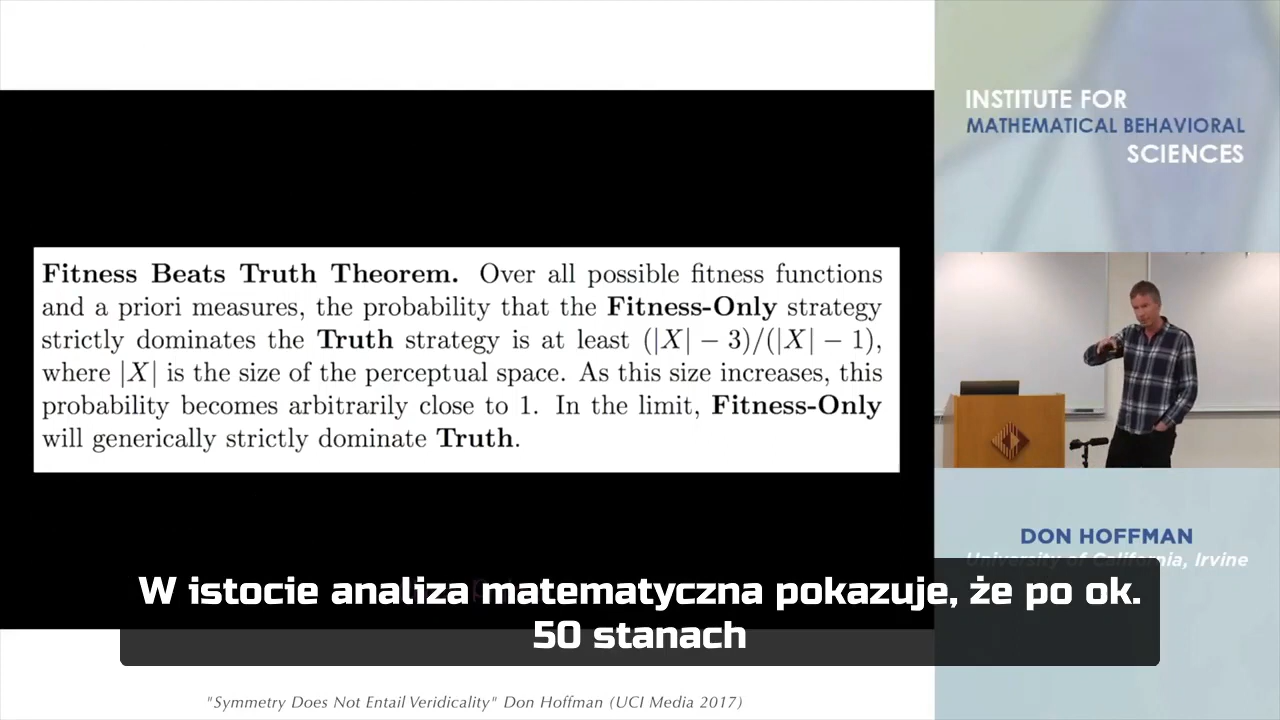 INSTITUTE FOR
MATHEMATICAL BEHAVIORAL
SCIENCES
Fitness Beats Truth Theorem. Over all possible fitness functions
and a priori measures, the probability that the Fitness-Only strategy
strictly dominates the Truth strategy is at least (|X| − 3)/(|X| − 1),
where |X| is the size of the perceptual space. As this size increases, this
probability becomes arbitrarily close to 1. In the limit, Fitness-Only
will generically strictly dominate Truth.
DON HOFFMAN
University of California, Irvine
W istocie analiza matematyczna pokazuje, że po ok.
50 stanach
"Symmetry Does Not Entail Veridicality" Don Hoffman (UCI Media 2017)